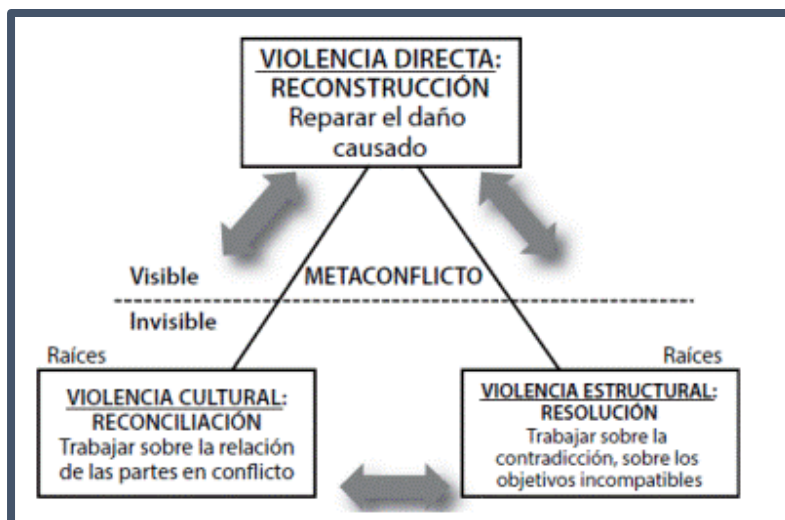 VIOLENCIA DIRECTA:
RECONSTRUCCIÓN
Reparar el daño
causado
Visible
METACONFLICTO
Invisible
Raíces
Raíces
VIOLENCIA CULTURAL:
RECONCILIACIÓN
Trabajar sobre la relación
de las partes en conflicto
VIOLENCIA ESTRUCTURAL:
RESOLUCIÓN
Trabajar sobre la
contradicción, sobre los
objetivos incompatibles